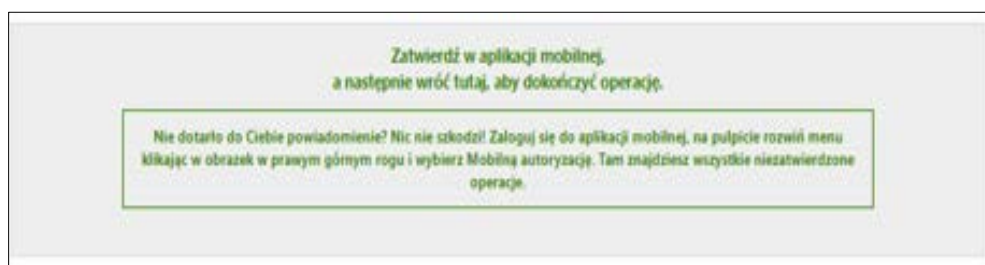 Zatwierdź w aplikacji mobilnej,
a następnie wróć tutaj, aby dokończyć operację.
Nie dotarło do Ciebie powiadomienie? Nic nie szkodzi! Zaloguj się do aplikacji mobilnej, na pulpicie rozwiń menu
klikając w obrazek w prawym górnym rogu i wybierz Mobilną autoryzację. Tam znajdziesz wszystkie niezatwierdzone
operacje.